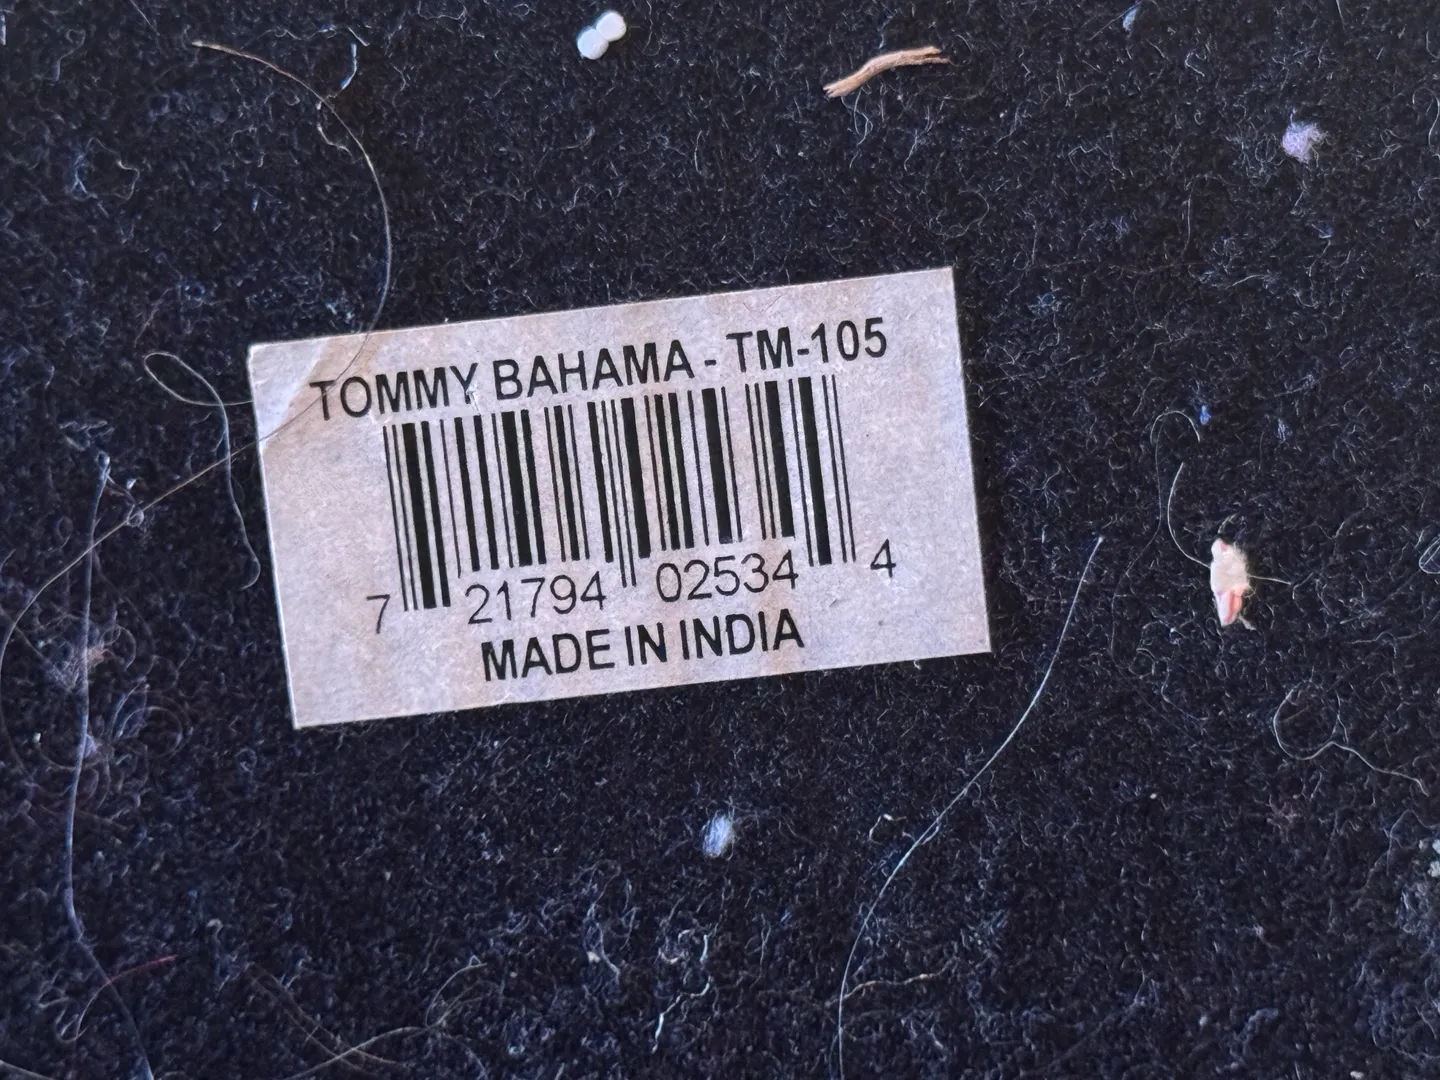 TOMMY BAHAMA - TM-105
7 21794 02534 4
MADE IN INDIA